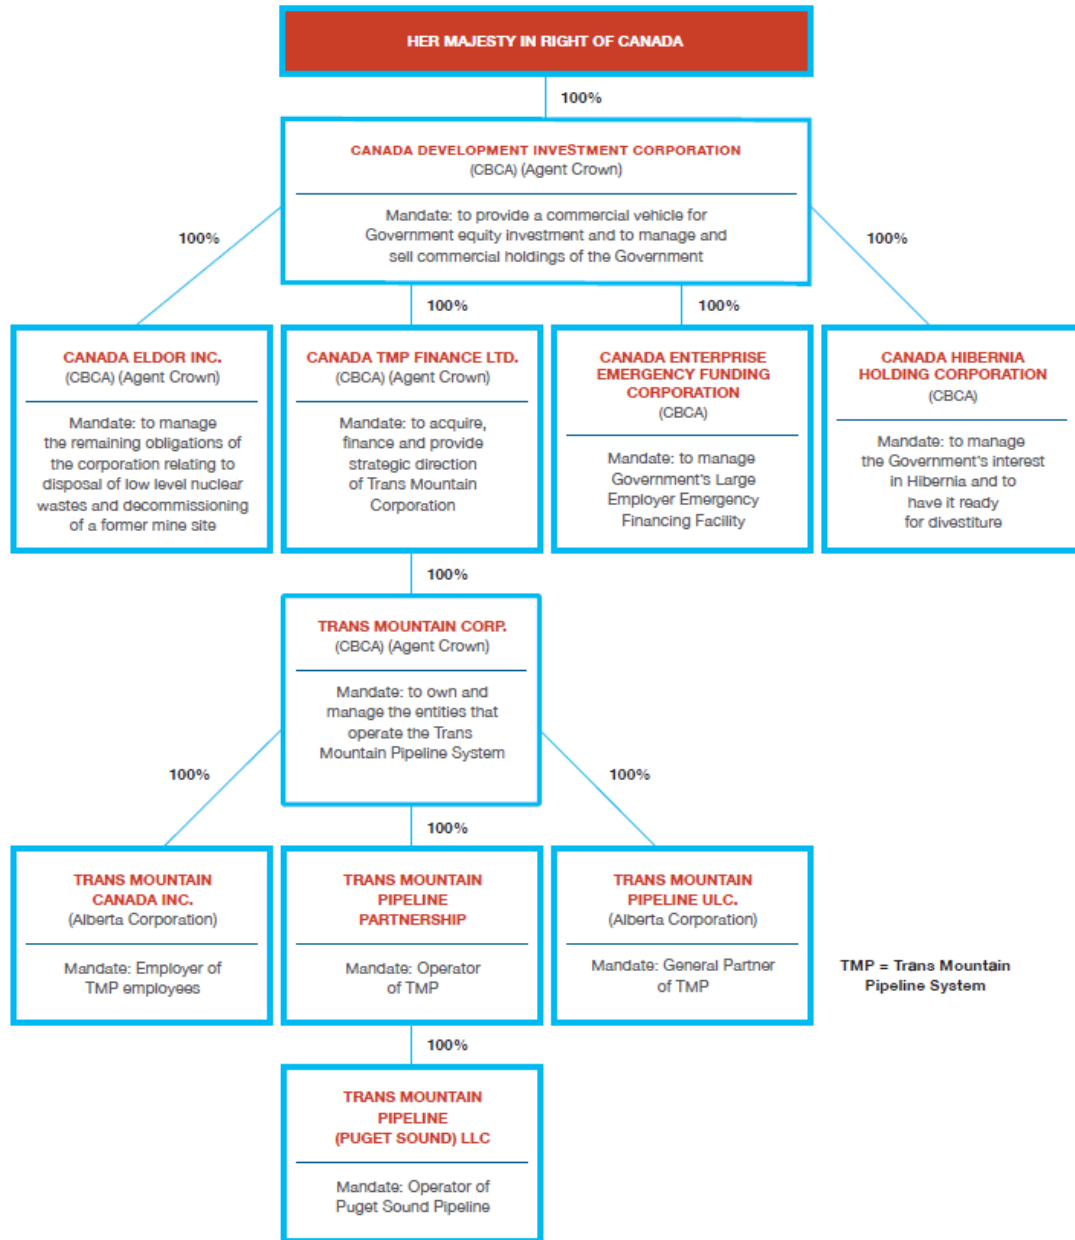 HER MAJESTY IN RIGHT OF CANADA
100%
CANADA DEVELOPMENT INVESTMENT CORPORATION
(CBCA) (Agent Crown)
Mandate: to provide a commercial vehicle for
Government equity investment and to manage and
sell commercial holdings of the Government
100%
100%
100%
100%
CANADA ELDOR INC.
(CBCA) (Agent Crown)
Mandate: to manage
the remaining obligations of
the corporation relating to
disposal of low level nuclear
wastes and decommissioning
of a former mine site
CANADA TMP FINANCE LTD.
(CBCA) (Agent Crown)
Mandate: to acquire,
finance and provide
strategic direction
of Trans Mountain
Corporation
CANADA ENTERPRISE
EMERGENCY FUNDING
CORPORATION
(CBCA)
Mandate: to manage
Government's Large
Employer Emergency
Financing Facility
CANADA HIBERNIA
HOLDING CORPORATION
(CBCA)
Mandate: to manage
the Government's interest
in Hibernia and to
have it ready
for divestiture
100%
TRANS MOUNTAIN CORP.
(CBCA) (Agent Crown)
Mandate: to own and
manage the entities that
operate the Trans
Mountain Pipeline System
100%
100%
100%
TRANS MOUNTAIN
CANADA INC.
(Alberta Corporation)
Mandate: Employer of
TMP employees
TRANS MOUNTAIN
PIPELINE
PARTNERSHIP
Mandate: Operator
of TMP
TRANS MOUNTAIN
PIPELINE ULC.
(Alberta Corporation)
Mandate: General Partner
of TMP
TMP = Trans Mountain
Pipeline System
100%
TRANS MOUNTAIN
PIPELINE
(PUGET SOUND) LLC
Mandate: Operator of
Puget Sound Pipeline